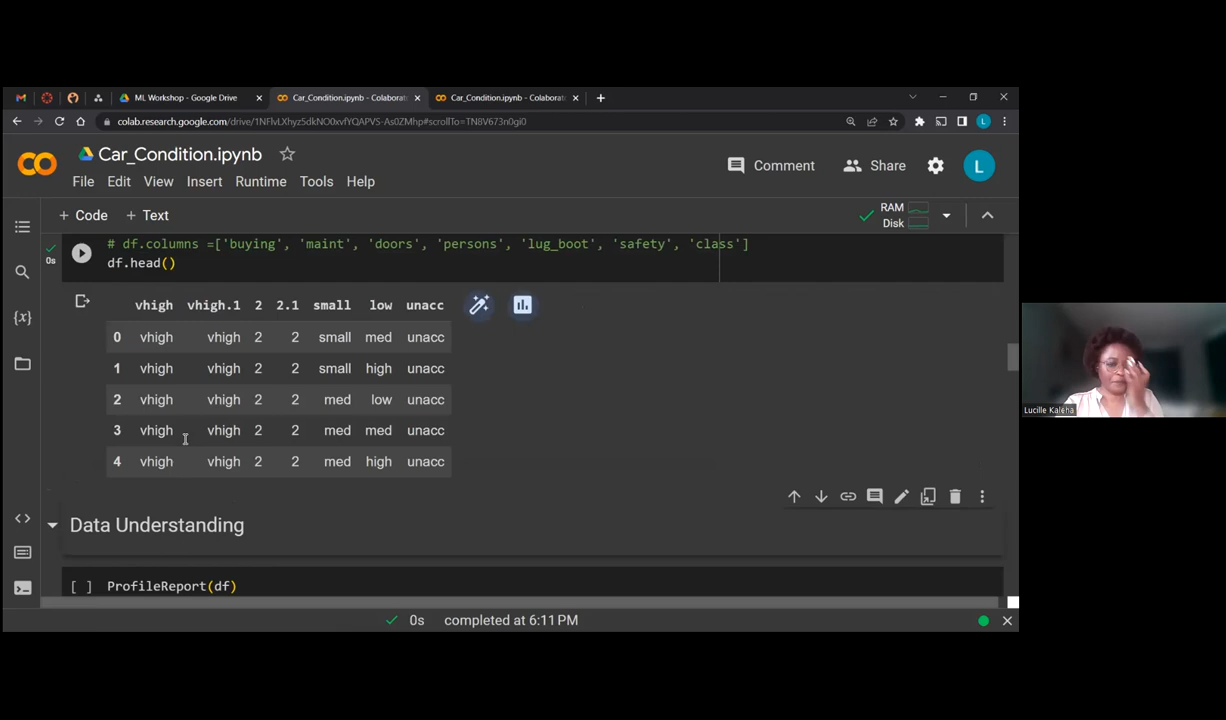 ML Workshop - Google Drive
Car_Condition.ipynb - Colaborat
Car_Condition.ipynb - Colaborat
colab.research.google.com/drive/1NFlvLXhyz5dkNO0xvfYQAPVS-As0ZMhp#scrollTo=TN8V673n0gi0
L
Car_Condition.ipynb
Comment
Share
L
File Edit View Insert Runtime Tools Help
+ Code + Text
RAM
Disk
# df.columns =['buying', 'maint', 'doors', 'persons', 'lug_boot', 'safety', 'class']
0s
df.head()
vhigh vhigh.1 2 2.1 small low unacc
0 vhigh vhigh 2 2 small med unacc
1 vhigh vhigh 2 2 small high unacc
2 vhigh vhigh 2 2 med low unacc
3 vhigh vhigh 2 2 med med unacc
4 vhigh vhigh 2 2 med high unacc
{x}
Data Understanding
[ ] ProfileReport(df)
0s completed at 6:11 PM
Lucille Kaleha